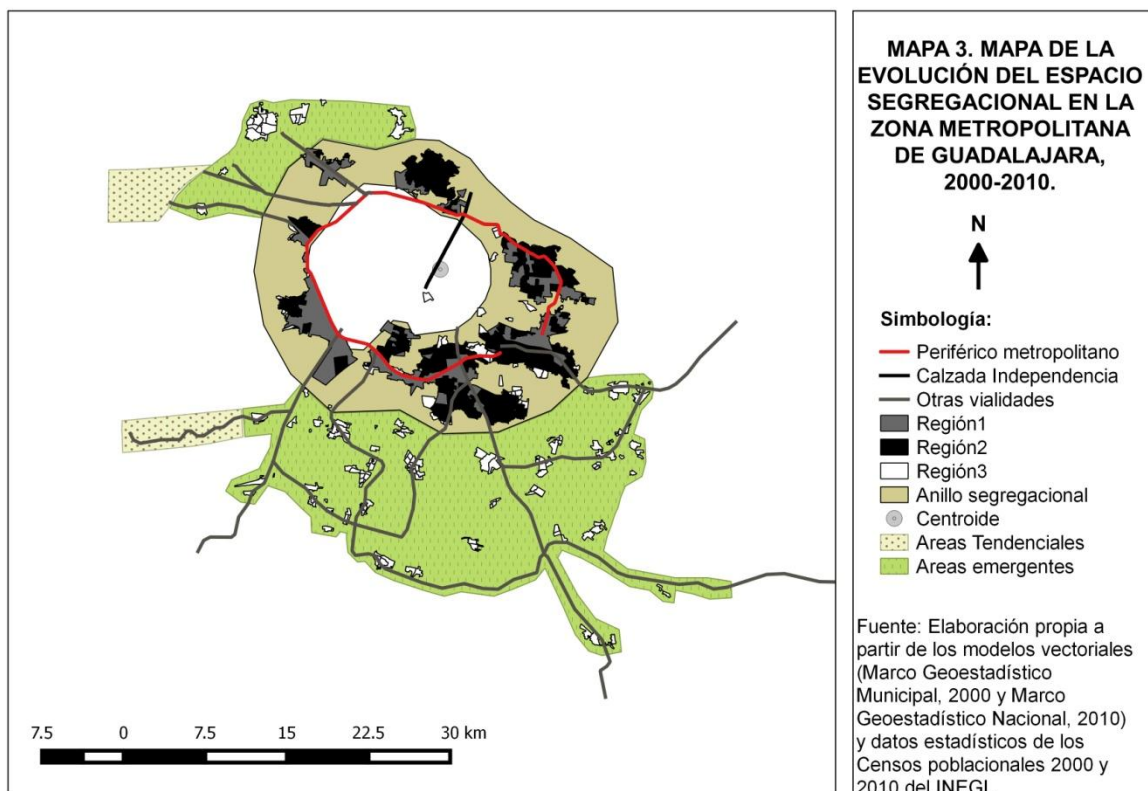 MAPA 3. MAPA DE LA
EVOLUCIÓN DEL ESPACIO
SEGREGACIONAL EN LA
ZONA METROPOLITANA
DE GUADALAJARA,
2000-2010.
N
Simbología:
Periférico metropolitano
Calzada Independencia
Otras vialidades
Región1
Región2
Región3
Anillo segregacional
Centroide
Areas Tendenciales
Areas emergentes
Fuente: Elaboración propia a
partir de los modelos vectoriales
(Marco Geoestadístico
Municipal, 2000 y Marco
Geoestadístico Nacional, 2010)
y datos estadísticos de los
Censos poblacionales 2000 y
2010 del INEGI.
7.5 0 7.5 15 22.5 30 km